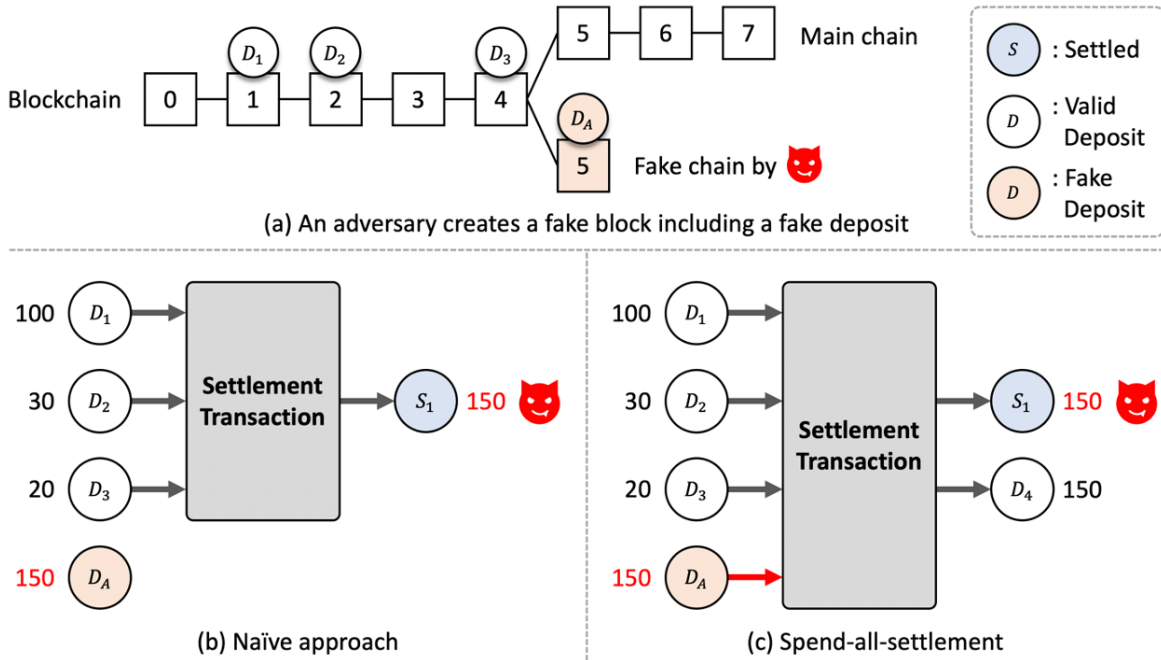 Blockchain
0
1
2
3
4
D1
D2
D3
5
6
7
Main chain
DA
5
Fake chain by
(a) An adversary creates a fake block including a fake deposit
S : Settled
D : Valid
Deposit
D : Fake
Deposit
100 D1
30 D2
20 D3
150 DA
Settlement
Transaction
S1 150
(b) Naïve approach
100 D1
30 D2
20 D3
150 DA
Settlement
Transaction
S1 150
D4 150
(c) Spend-all-settlement